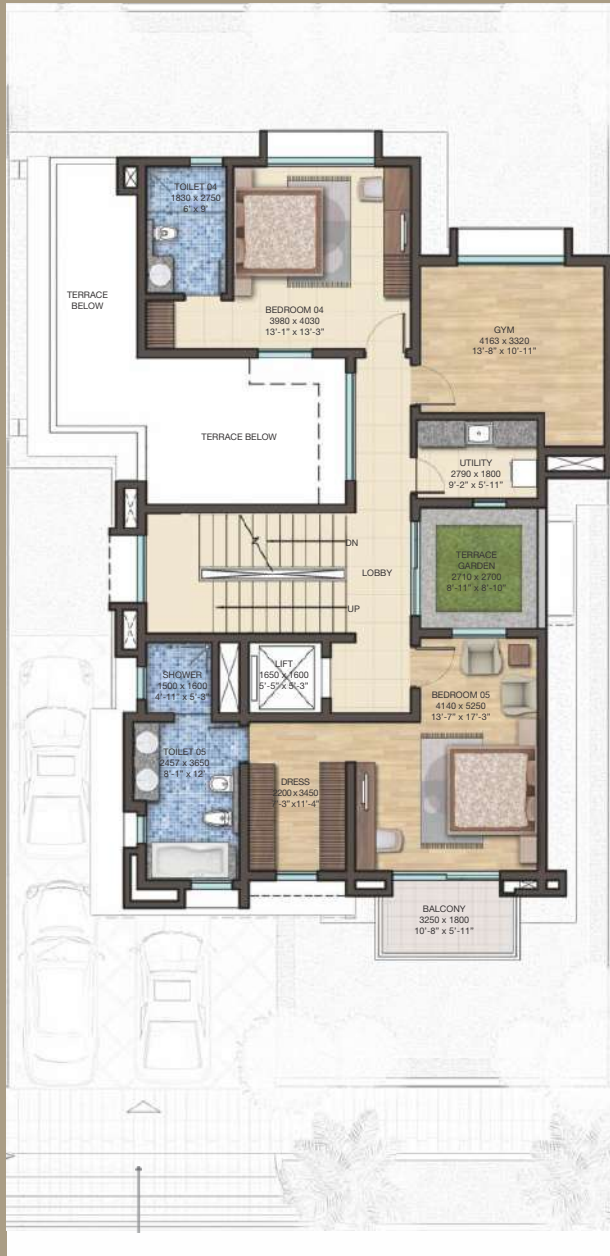 TOILET 04
1830 x 2750
6' x 9'
TERRACE
BELOW
BEDROOM 04
3980 x 4030
13'-1" x 13'-3"
GYM
4163 x 3320
13'-8" x 10'-11"
TERRACE BELOW
UTILITY
2790 x 1800
9'-2" x 5'-11"
DN
LOBBY
TERRACE
GARDEN
2710 x 2700
8'-11" x 8'-10"
UP
LIFT
1650 x 1600
5'-5" x 5'-3"
SHOWER
1500 x 1600
4'-11" x 5'-3"
BEDROOM 05
4140 x 5250
13'-7" x 17'-3"
TOILET 05
2457 x 3650
8'-1" x 12'
DRESS
2200 x 3450
7'-3" x11'-4"
BALCONY
3250 x 1800
10'-8" x 5'-11"